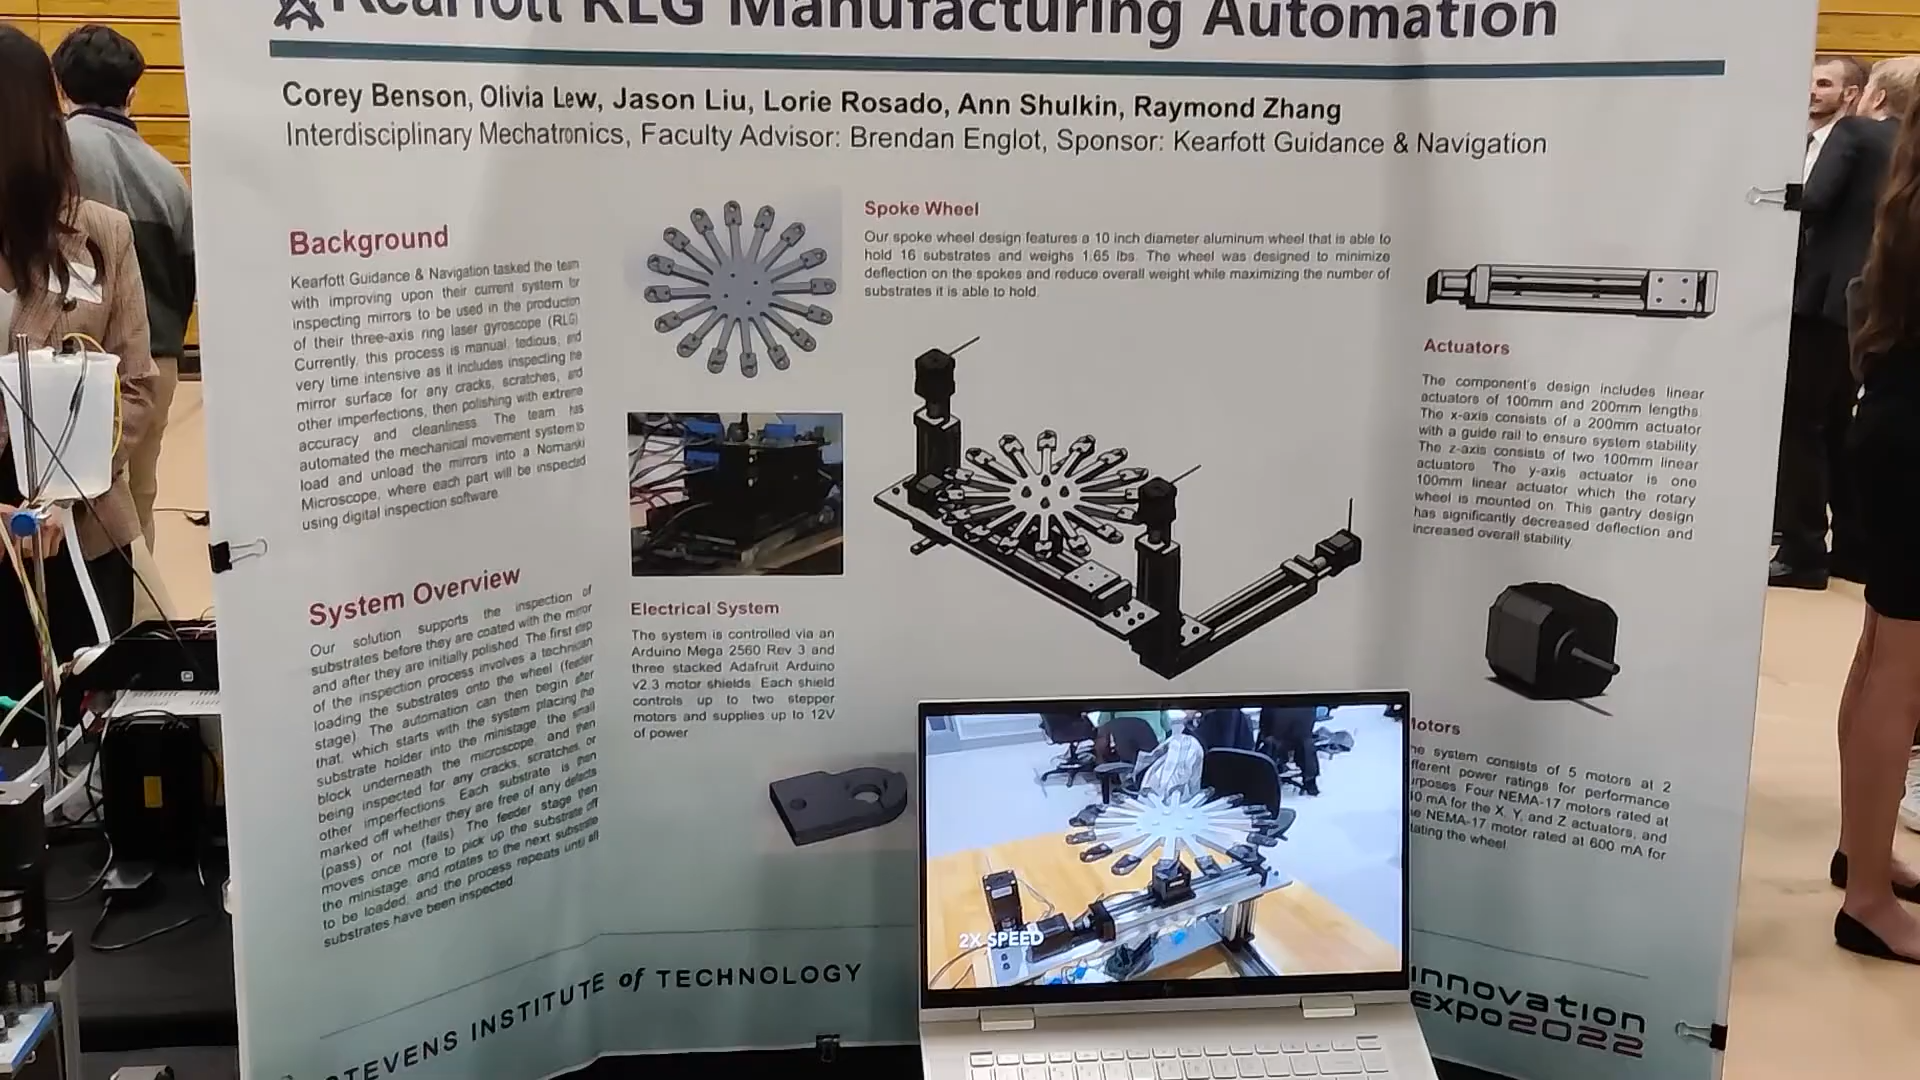 Kearfott RLG Manufacturing Automation
Corey Benson, Olivia Lew, Jason Liu, Lorie Rosado, Ann Shulkin, Raymond Zhang
Interdisciplinary Mechatronics, Faculty Advisor: Brendan Englot, Sponsor: Kearfott Guidance & Navigation
Background
Kearfott Guidance & Navigation tasked the team
with improving upon their current system for
inspecting mirrors to be used in the production
of their three-axis ring laser gyroscope (RLG)
Currently, this process is manual, tedious, and
very time intensive as it includes inspecting the
mirror surface for any cracks, scratches, and
other imperfections, then polishing with extreme
accuracy and cleanliness. The team has
automated the mechanical movement system to
load and unload the mirrors into a Nomarski
Microscope, where each part will be inspected
using digital inspection software.
System Overview
Our solution supports the inspection of
substrates before they are coated with the mirror
and after they are initially polished. The first step
of the inspection process involves a technician
loading the substrates onto the wheel (feeder
stage). The automation can then begin after
that, which starts with the system placing the
substrate holder into the ministage, the small
block underneath the microscope, and then
being inspected for any cracks, scratches, or
other imperfections. Each substrate is then
marked off whether they are free of any defects
(pass) or not (fails). The feeder stage then
moves once more to pick up the substrate off
the ministage, and rotates to the next substrate
to be loaded, and the process repeats until all
substrates have been inspected.
Electrical System
The system is controlled via an
Arduino Mega 2560 Rev 3 and
three stacked Adafruit Arduino
v2.3 motor shields. Each shield
controls up to two stepper
motors and supplies up to 12V
of power
Spoke Wheel
Our spoke wheel design features a 10 inch diameter aluminum wheel that is able to
hold 16 substrates and weighs 1.65 lbs. The wheel was designed to minimize
deflection on the spokes and reduce overall weight while maximizing the number of
substrates it is able to hold.
Actuators
The component's design includes linear
actuators of 100mm and 200mm lengths.
The x-axis consists of a 200mm actuator
with a guide rail to ensure system stability.
The z-axis consists of two 100mm linear
actuators. The y-axis actuator is one
100mm linear actuator which the rotary
wheel is mounted on. This gantry design
has significantly decreased deflection and
increased overall stability.
otors
he system consists of 5 motors at 2
fferent power ratings for performance
rposes. Four NEMA-17 motors rated at
0 mA for the X, Y, and Z actuators, and
e NEMA-17 motor rated at 600 mA for
tating the wheel
2X SPEED
STEVENS INSTITUTE of TECHNOLOGY
innovation
expo2022